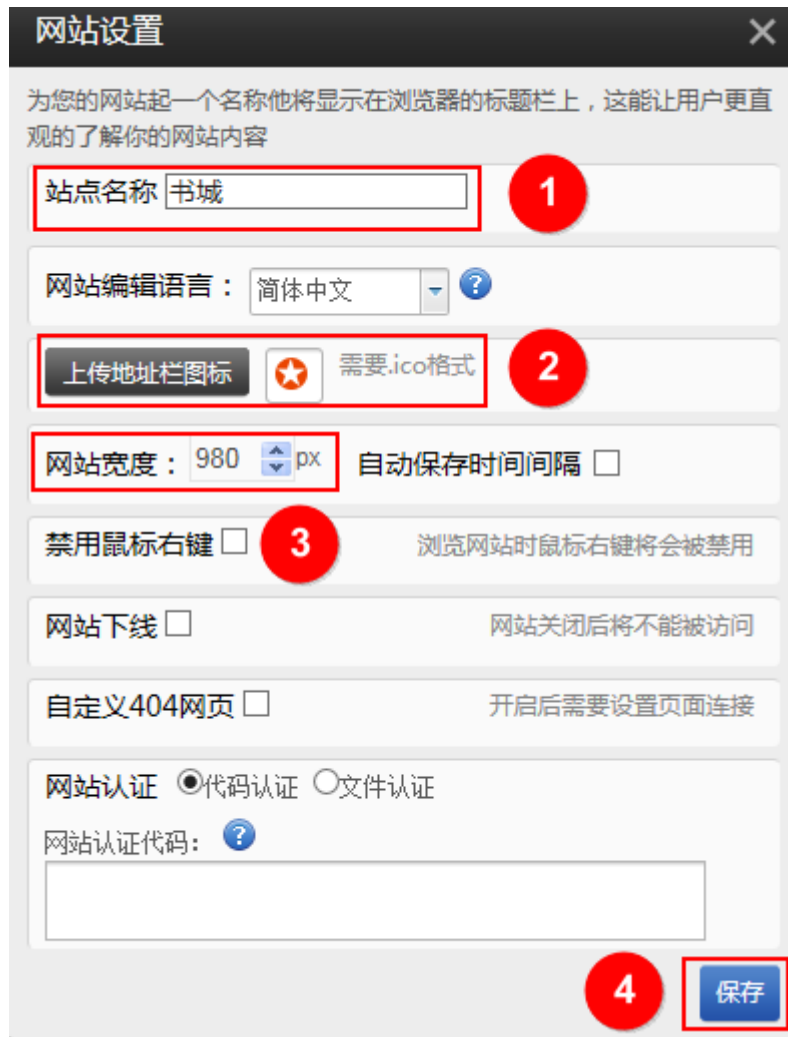 网站设置
为您的网站起一个名称他将显示在浏览器的标题栏上，这能让用户更直
观的了解你的网站内容
站点名称 书城 1
网站编辑语言： 简体中文 ?
上传地址栏图标 需要.ico格式 2
网站宽度： 980 px 自动保存时间间隔
禁用鼠标右键 3 浏览网站时鼠标右键将会被禁用
网站下线 网站关闭后将不能被访问
自定义404网页 开启后需要设置页面连接
网站认证 代码认证 文件认证
网站认证代码: ?
4 保存